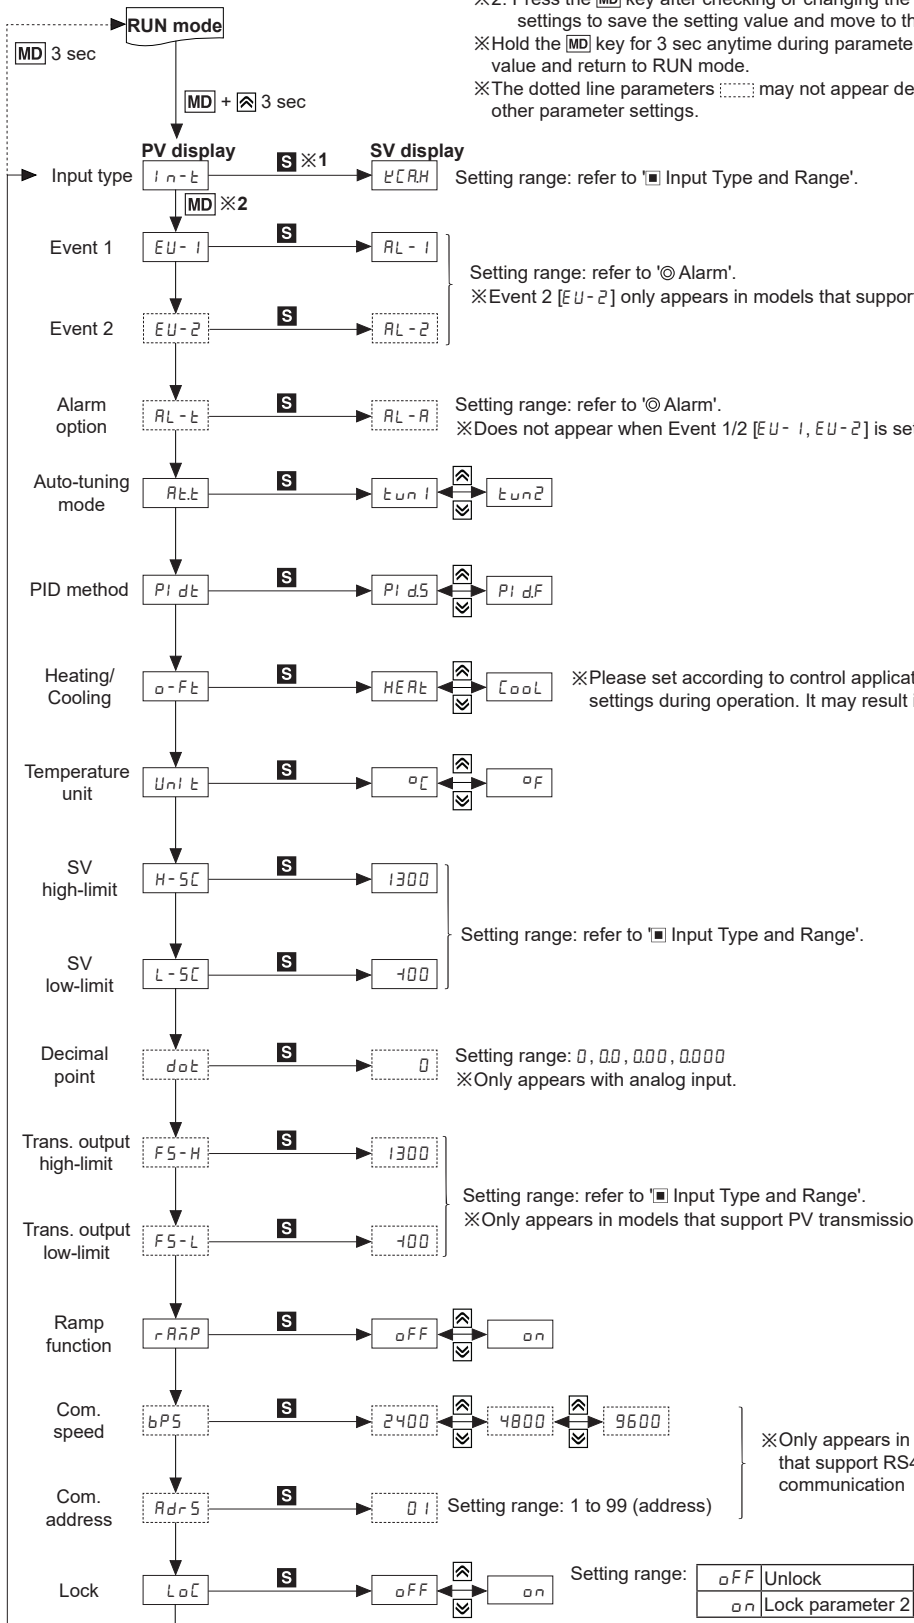 ※2: Press the MD key after checking or changing the
settings to save the setting value and move to th
※Hold the MD key for 3 sec anytime during paramete
value and return to RUN mode.
※The dotted line parameters may not appear de
other parameter settings.
RUN mode
MD 3 sec
MD + 3 sec
PV display
SV display
Input type In-t S ※1 KCA.H Setting range: refer to '▣ Input Type and Range'.
MD ※2
Event 1 EV-1 S AL-1
Setting range: refer to '◎ Alarm'.
※Event 2 [EV-2] only appears in models that suppor
Event 2 EV-2 S AL-2
Alarm
option
AL-t S AL-A
Setting range: refer to '◎ Alarm'.
※Does not appear when Event 1/2 [EV-1, EV-2] is se
Auto-tuning
mode
At.t S tun1 tun2
PID method PIdt S PId.S PId.F
Heating/
Cooling
o-Ft S HEAt CooL
※Please set according to control applicat
settings during operation. It may result i
Temperature
unit
UnIt S °C °F
SV
high-limit
H-SC S 1300
Setting range: refer to '▣ Input Type and Range'.
SV
low-limit
L-SC S -100
Decimal
point
dot S 0
Setting range: 0, 0.0, 0.00, 0.000
※Only appears with analog input.
Trans. output
high-limit
FS-H S 1300
Setting range: refer to '▣ Input Type and Range'.
※Only appears in models that support PV transmissio
Trans. output
low-limit
FS-L S -100
Ramp
function
rAmP S oFF on
Com.
speed
bPS S 2400 4800 9600
※Only appears in
that support RS4
communication
Com.
address
AdrS S 01 Setting range: 1 to 99 (address)
Lock LoC S oFF on
Setting range:
oFF Unlock
on Lock parameter 2